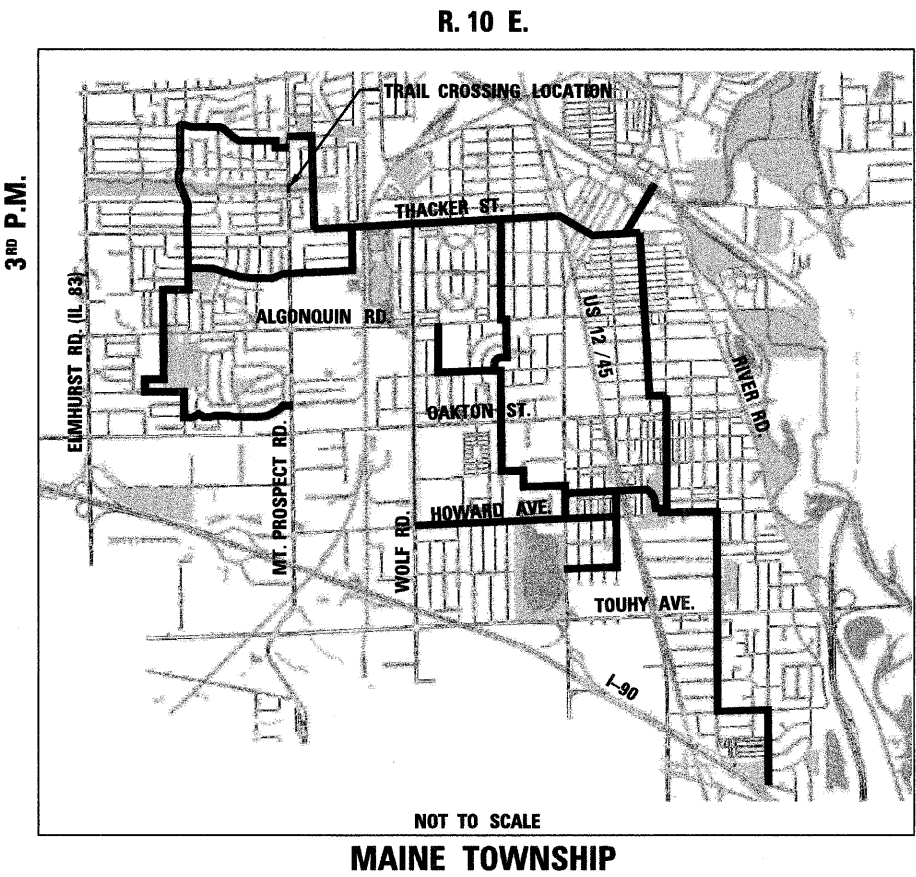 R. 10 E.
TRAIL CROSSING LOCATION
3RD P.M.
THACKER ST.
ELMHURST RD. (IL 83)
ALGONQUIN RD.
US 12/45
RIVER RD.
OAKTON ST.
MT. PROSPECT RD.
WOLF RD.
HOWARD AVE.
TOUHY AVE.
I-90
NOT TO SCALE
MAINE TOWNSHIP